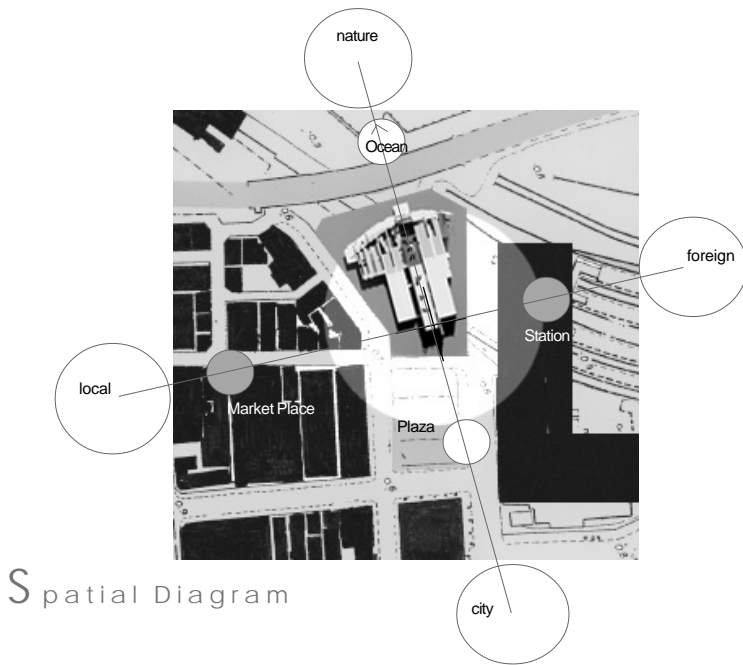 nature
Ocean
foreign
Station
local
Market Place
Plaza
city
Spatial Diagram